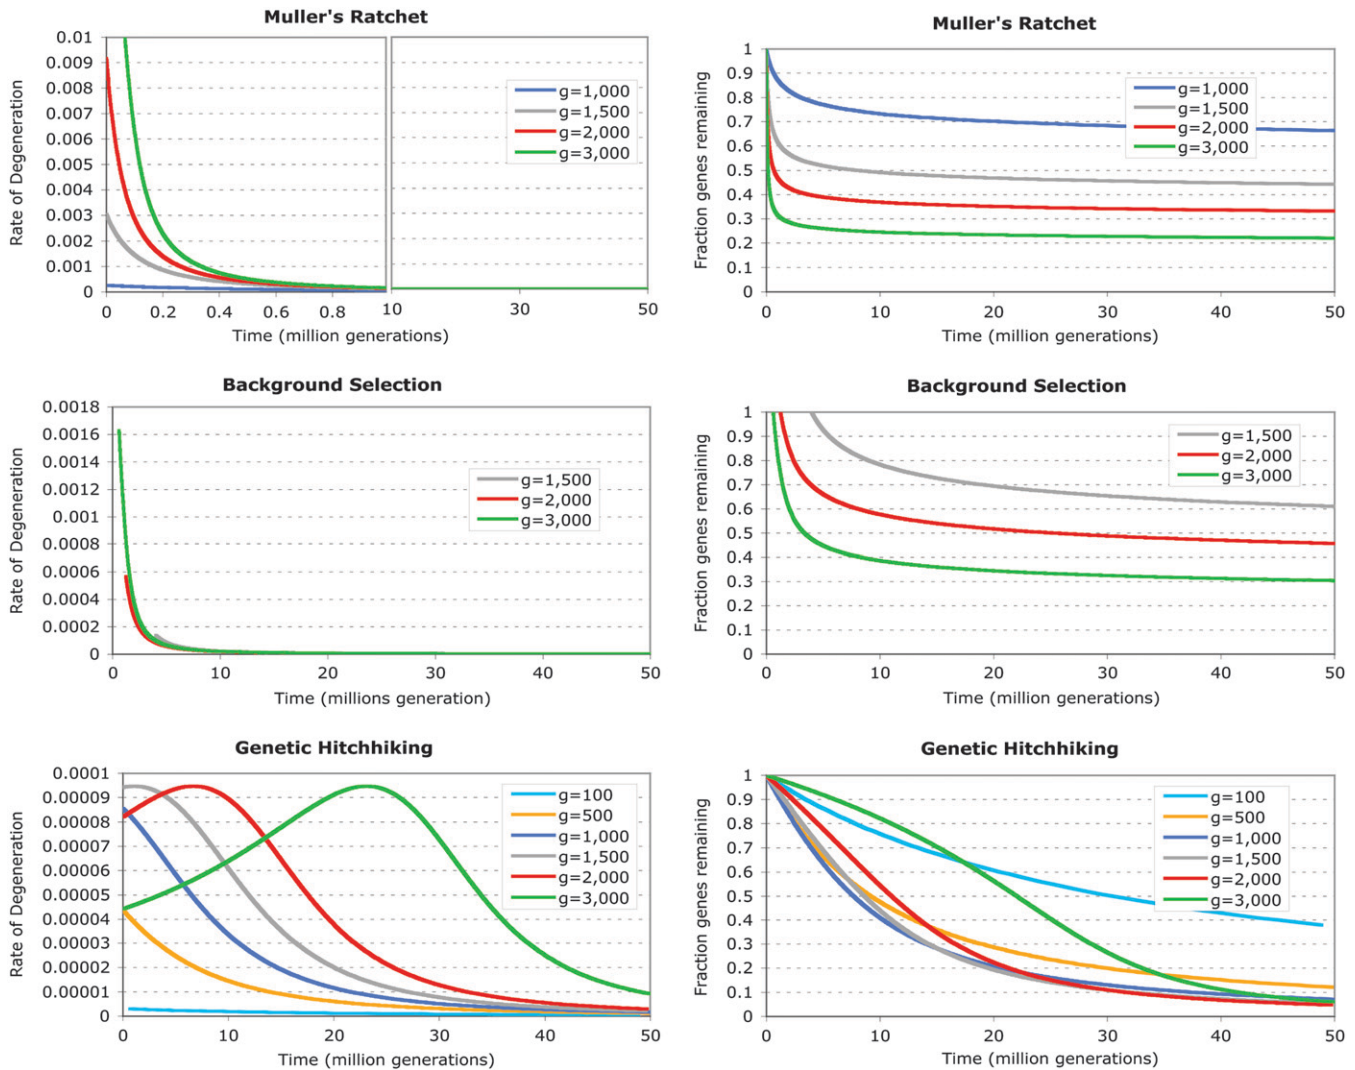 Muller's Ratchet
Rate of Degeneration
0.01
0.009
0.008
0.007
0.006
0.005
0.004
0.003
0.002
0.001
0
g=1,000
g=1,500
g=2,000
g=3,000
0 0.2 0.4 0.6 0.8 10 30 50
Time (million generations)
Muller's Ratchet
Fraction genes remaining
1
0.9
0.8
0.7
0.6
0.5
0.4
0.3
0.2
0.1
g=1,000
g=1,500
g=2,000
g=3,000
0 10 20 30 40 50
Time (million generations)
Background Selection
Rate of Degeneration
0.0018
0.0016
0.0014
0.0012
0.001
0.0008
0.0006
0.0004
0.0002
0
g=1,500
g=2,000
g=3,000
0 10 20 30 40 50
Time (millions generation)
Background Selection
Fraction genes remaining
1
0.9
0.8
0.7
0.6
0.5
0.4
0.3
0.2
0.1
g=1,500
g=2,000
g=3,000
0 10 20 30 40 50
Time (million generations)
Genetic Hitchhiking
Rate of Degeneration
0.0001
0.00009
0.00008
0.00007
0.00006
0.00005
0.00004
0.00003
0.00002
0.00001
0
g=100
g=500
g=1,000
g=1,500
g=2,000
g=3,000
0 10 20 30 40 50
Time (million generations)
Genetic Hitchhiking
Fraction genes remaining
1
0.9
0.8
0.7
0.6
0.5
0.4
0.3
0.2
0.1
0
g=100
g=500
g=1,000
g=1,500
g=2,000
g=3,000
0 10 20 30 40 50
Time (million generations)